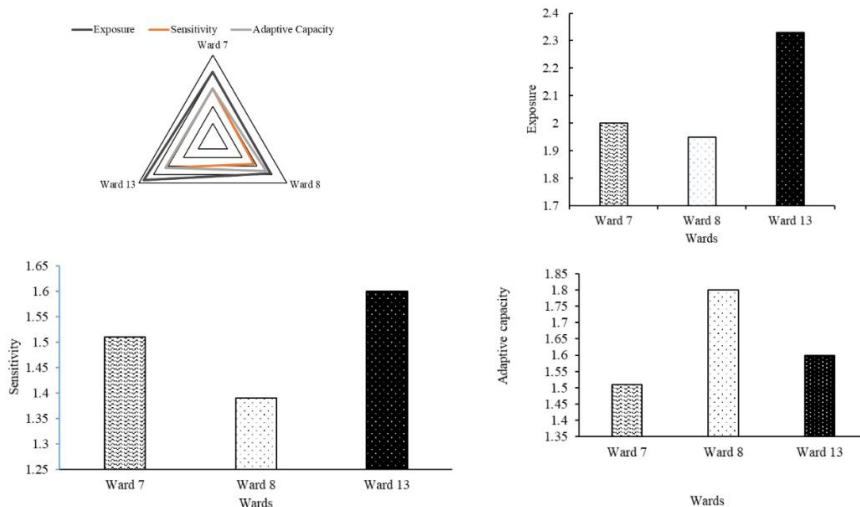 Exposure Sensitivity Adaptive Capacity
Ward 7
Ward 13 Ward 8
2.4
2.3
2.2
2.1
2
1.9
1.8
1.7
Exposure
Ward 7 Ward 8 Ward 13
Wards
1.65
1.6
1.55
1.5
1.45
1.4
1.35
1.3
1.25
Sensitivity
Ward 7 Ward 8 Ward 13
Wards
1.85
1.8
1.75
1.7
1.65
1.6
1.55
1.5
1.45
1.4
1.35
Adaptive capacity
Ward 7 Ward 8 Ward 13
Wards